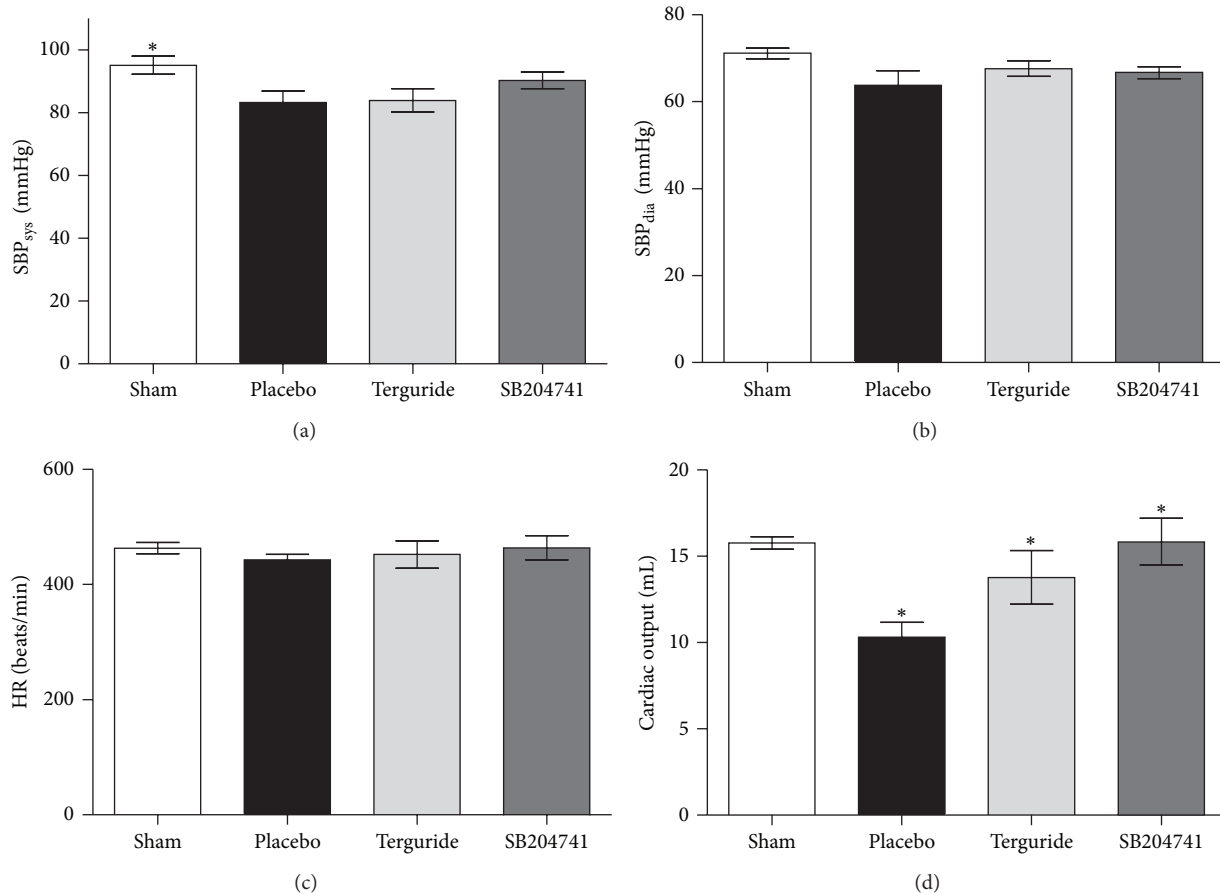 SBP_sys (mmHg)
100
80
60
40
20
0
*
Sham Placebo Terguride SB204741
(a)
SBP_dia (mmHg)
80
60
40
20
0
Sham Placebo Terguride SB204741
(b)
HR (beats/min)
600
400
200
0
Sham Placebo Terguride SB204741
(c)
Cardiac output (mL)
20
15
10
5
0
* * *
Sham Placebo Terguride SB204741
(d)